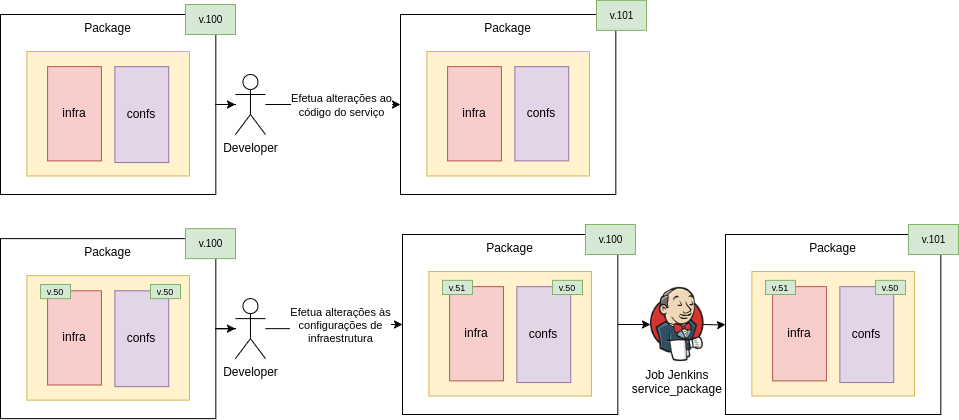 v.100
Package
infra
confs
Developer
Efetua alterações ao
código do serviço
v.101
Package
infra
confs
v.100
Package
v.50
v.50
infra
confs
Developer
Efetua alterações às
configurações de
infraestrutura
v.100
Package
v.51
v.50
infra
confs
Job Jenkins
service_package
v.101
Package
v.51
v.50
infra
confs